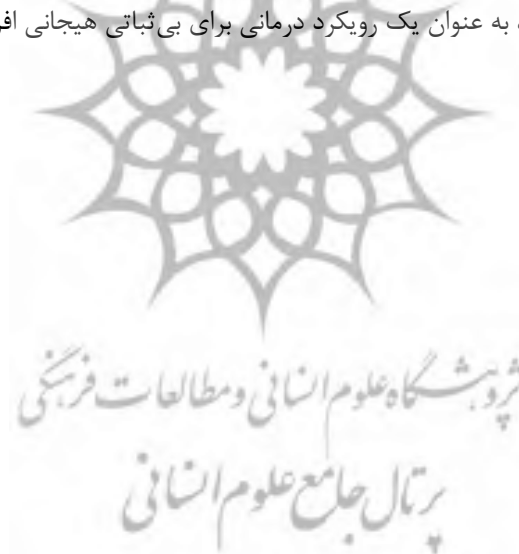 به عنوان یک رویکرد درمانی برای بی‌ثباتی هیجانی
پژوهشگاه علوم انسانی و مطالعات فرهنگی
پرتال جامع علوم انسانی